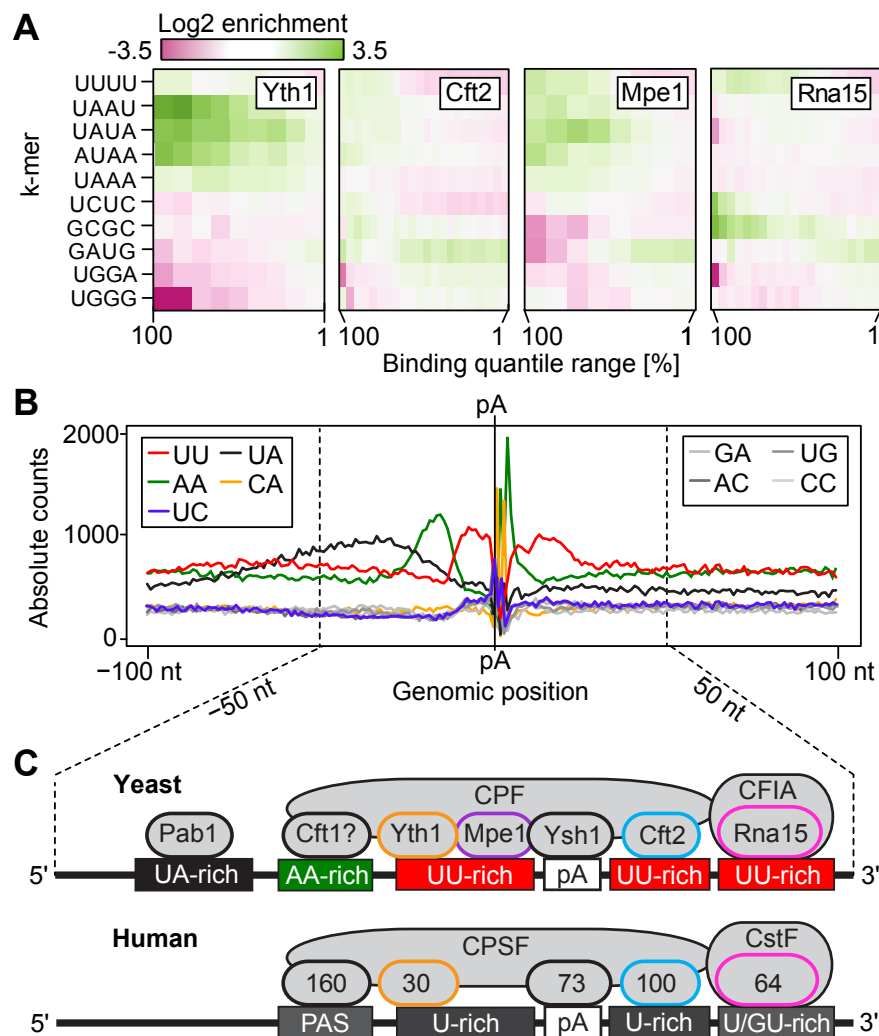 A
Log2 enrichment
-3.5 3.5
k-mer
UUUU
UAAU
UAUA
AUAA
UAAA
UCUC
GCGC
GAUG
UGGA
UGGG
Yth1 Cft2 Mpe1 Rna15
100 1 100 1 100 1 100 1
Binding quantile range [%]
B
pA
Absolute counts
2000
1000
0
UU UA
AA CA
UC
GA UG
AC CC
−100 nt pA 100 nt
Genomic position
−50 nt 50 nt
C
Yeast
CPF CFIA
Pab1 Cft1? Yth1 Mpe1 Ysh1 Cft2 Rna15
5' UA-rich AA-rich UU-rich pA UU-rich UU-rich 3'
Human
CPSF CstF
160 30 73 100 64
5' PAS U-rich pA U-rich U/GU-rich 3'